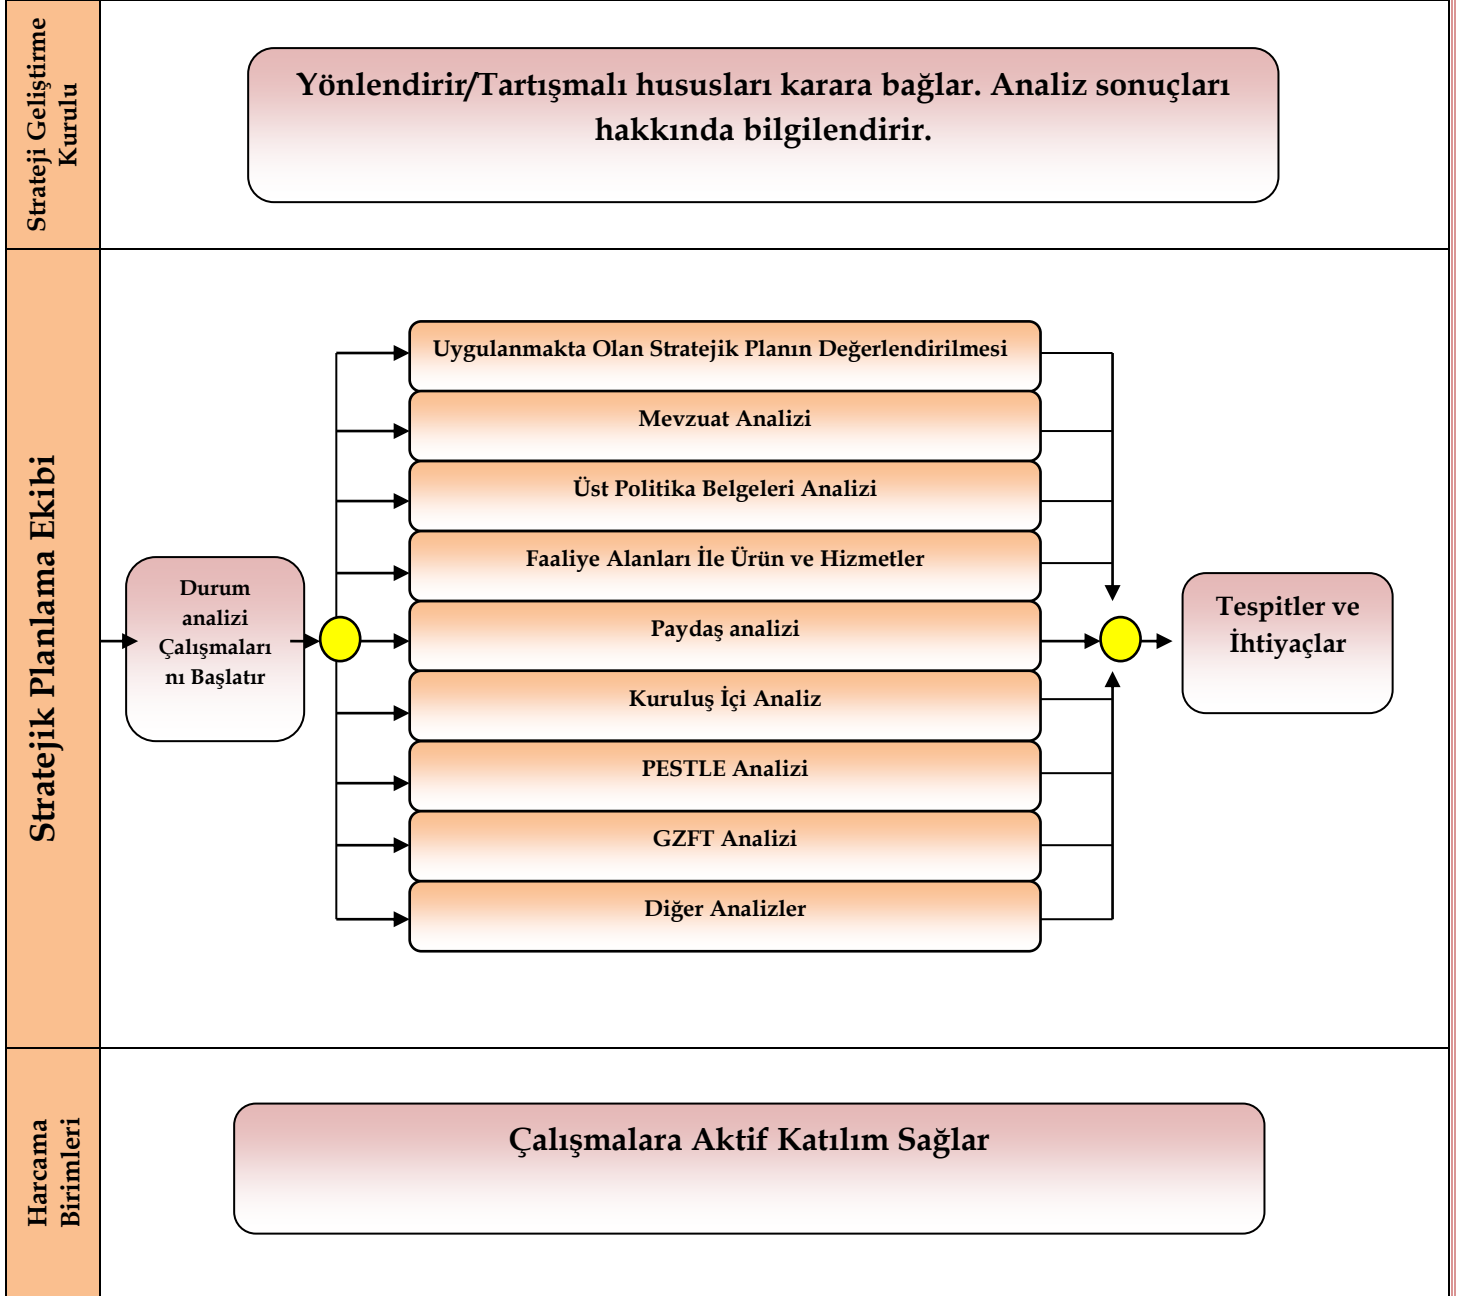 Strateji Geliştirme
Kurulu
Yönlendirir/Tartışmalı hususları karara bağlar. Analiz sonuçları
hakkında bilgilendirir.
Stratejik Planlama Ekibi
Durum
analizi
Çalışmaları
nı Başlatır
Uygulanmakta Olan Stratejik Planın Değerlendirilmesi
Mevzuat Analizi
Üst Politika Belgeleri Analizi
Faaliye Alanları İle Ürün ve Hizmetler
Paydaş analizi
Kuruluş İçi Analiz
PESTLE Analizi
GZFT Analizi
Diğer Analizler
Tespitler ve
İhtiyaçlar
Harcama
Birimleri
Çalışmalara Aktif Katılım Sağlar